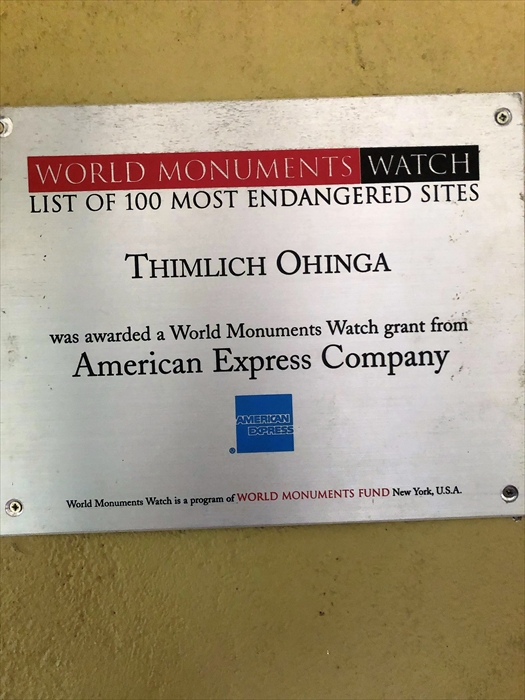 WORLD MONUMENTS WATCH
LIST OF 100 MOST ENDANGERED SITES
THIMLICH OHINGA
was awarded a World Monuments Watch grant from
American Express Company
AMERICAN
EXPRESS
®
World Monuments Watch is a program of WORLD MONUMENTS FUND New York, U.S.A.